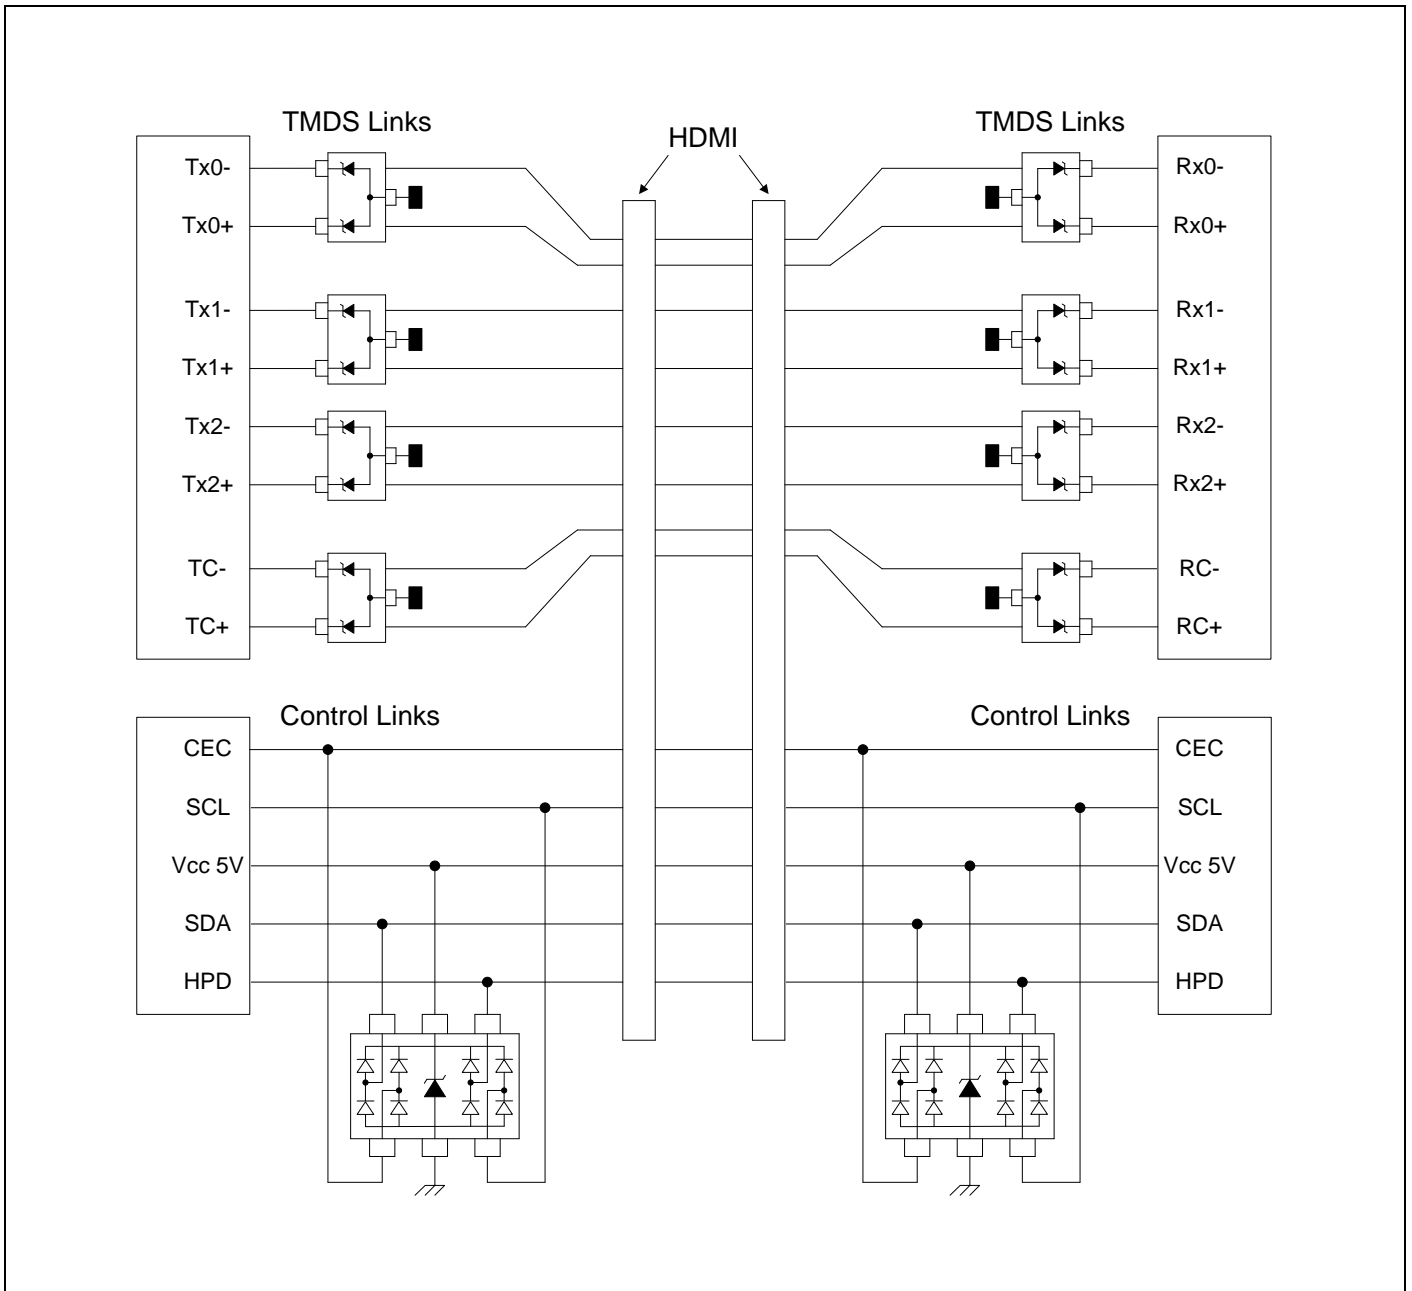 TMDS Links
HDMI
TMDS Links
Tx0-
Tx0+
Tx1-
Tx1+
Tx2-
Tx2+
TC-
TC+
Rx0-
Rx0+
Rx1-
Rx1+
Rx2-
Rx2+
RC-
RC+
Control Links
Control Links
CEC
SCL
Vcc 5V
SDA
HPD
CEC
SCL
Vcc 5V
SDA
HPD